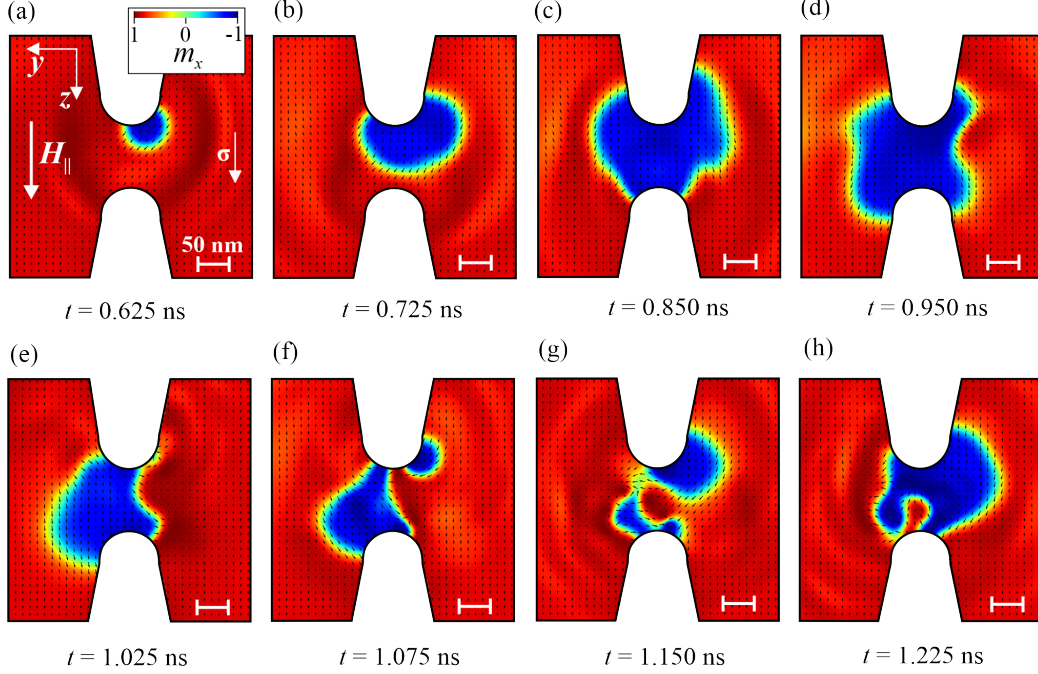 (a)
1 0 -1
m_x
y
z
H_||
σ
50 nm
t = 0.625 ns
(b)
t = 0.725 ns
(c)
t = 0.850 ns
(d)
t = 0.950 ns
(e)
t = 1.025 ns
(f)
t = 1.075 ns
(g)
t = 1.150 ns
(h)
t = 1.225 ns